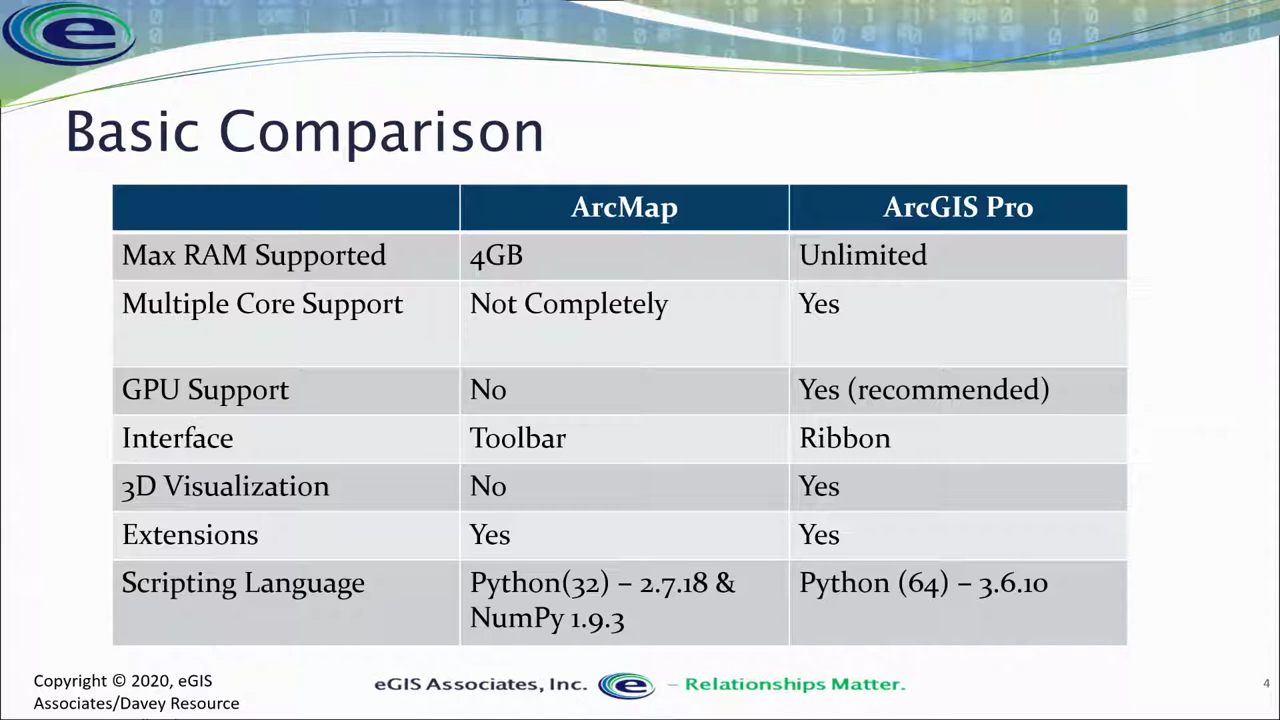 e
Basic Comparison
ArcMap ArcGIS Pro
Max RAM Supported 4GB Unlimited
Multiple Core Support Not Completely Yes
GPU Support No Yes (recommended)
Interface Toolbar Ribbon
3D Visualization No Yes
Extensions Yes Yes
Scripting Language Python(32) – 2.7.18 & Python (64) – 3.6.10
NumPy 1.9.3
Copyright © 2020, eGIS
Associates/Davey Resource
eGIS Associates, Inc. e – Relationships Matter.
4